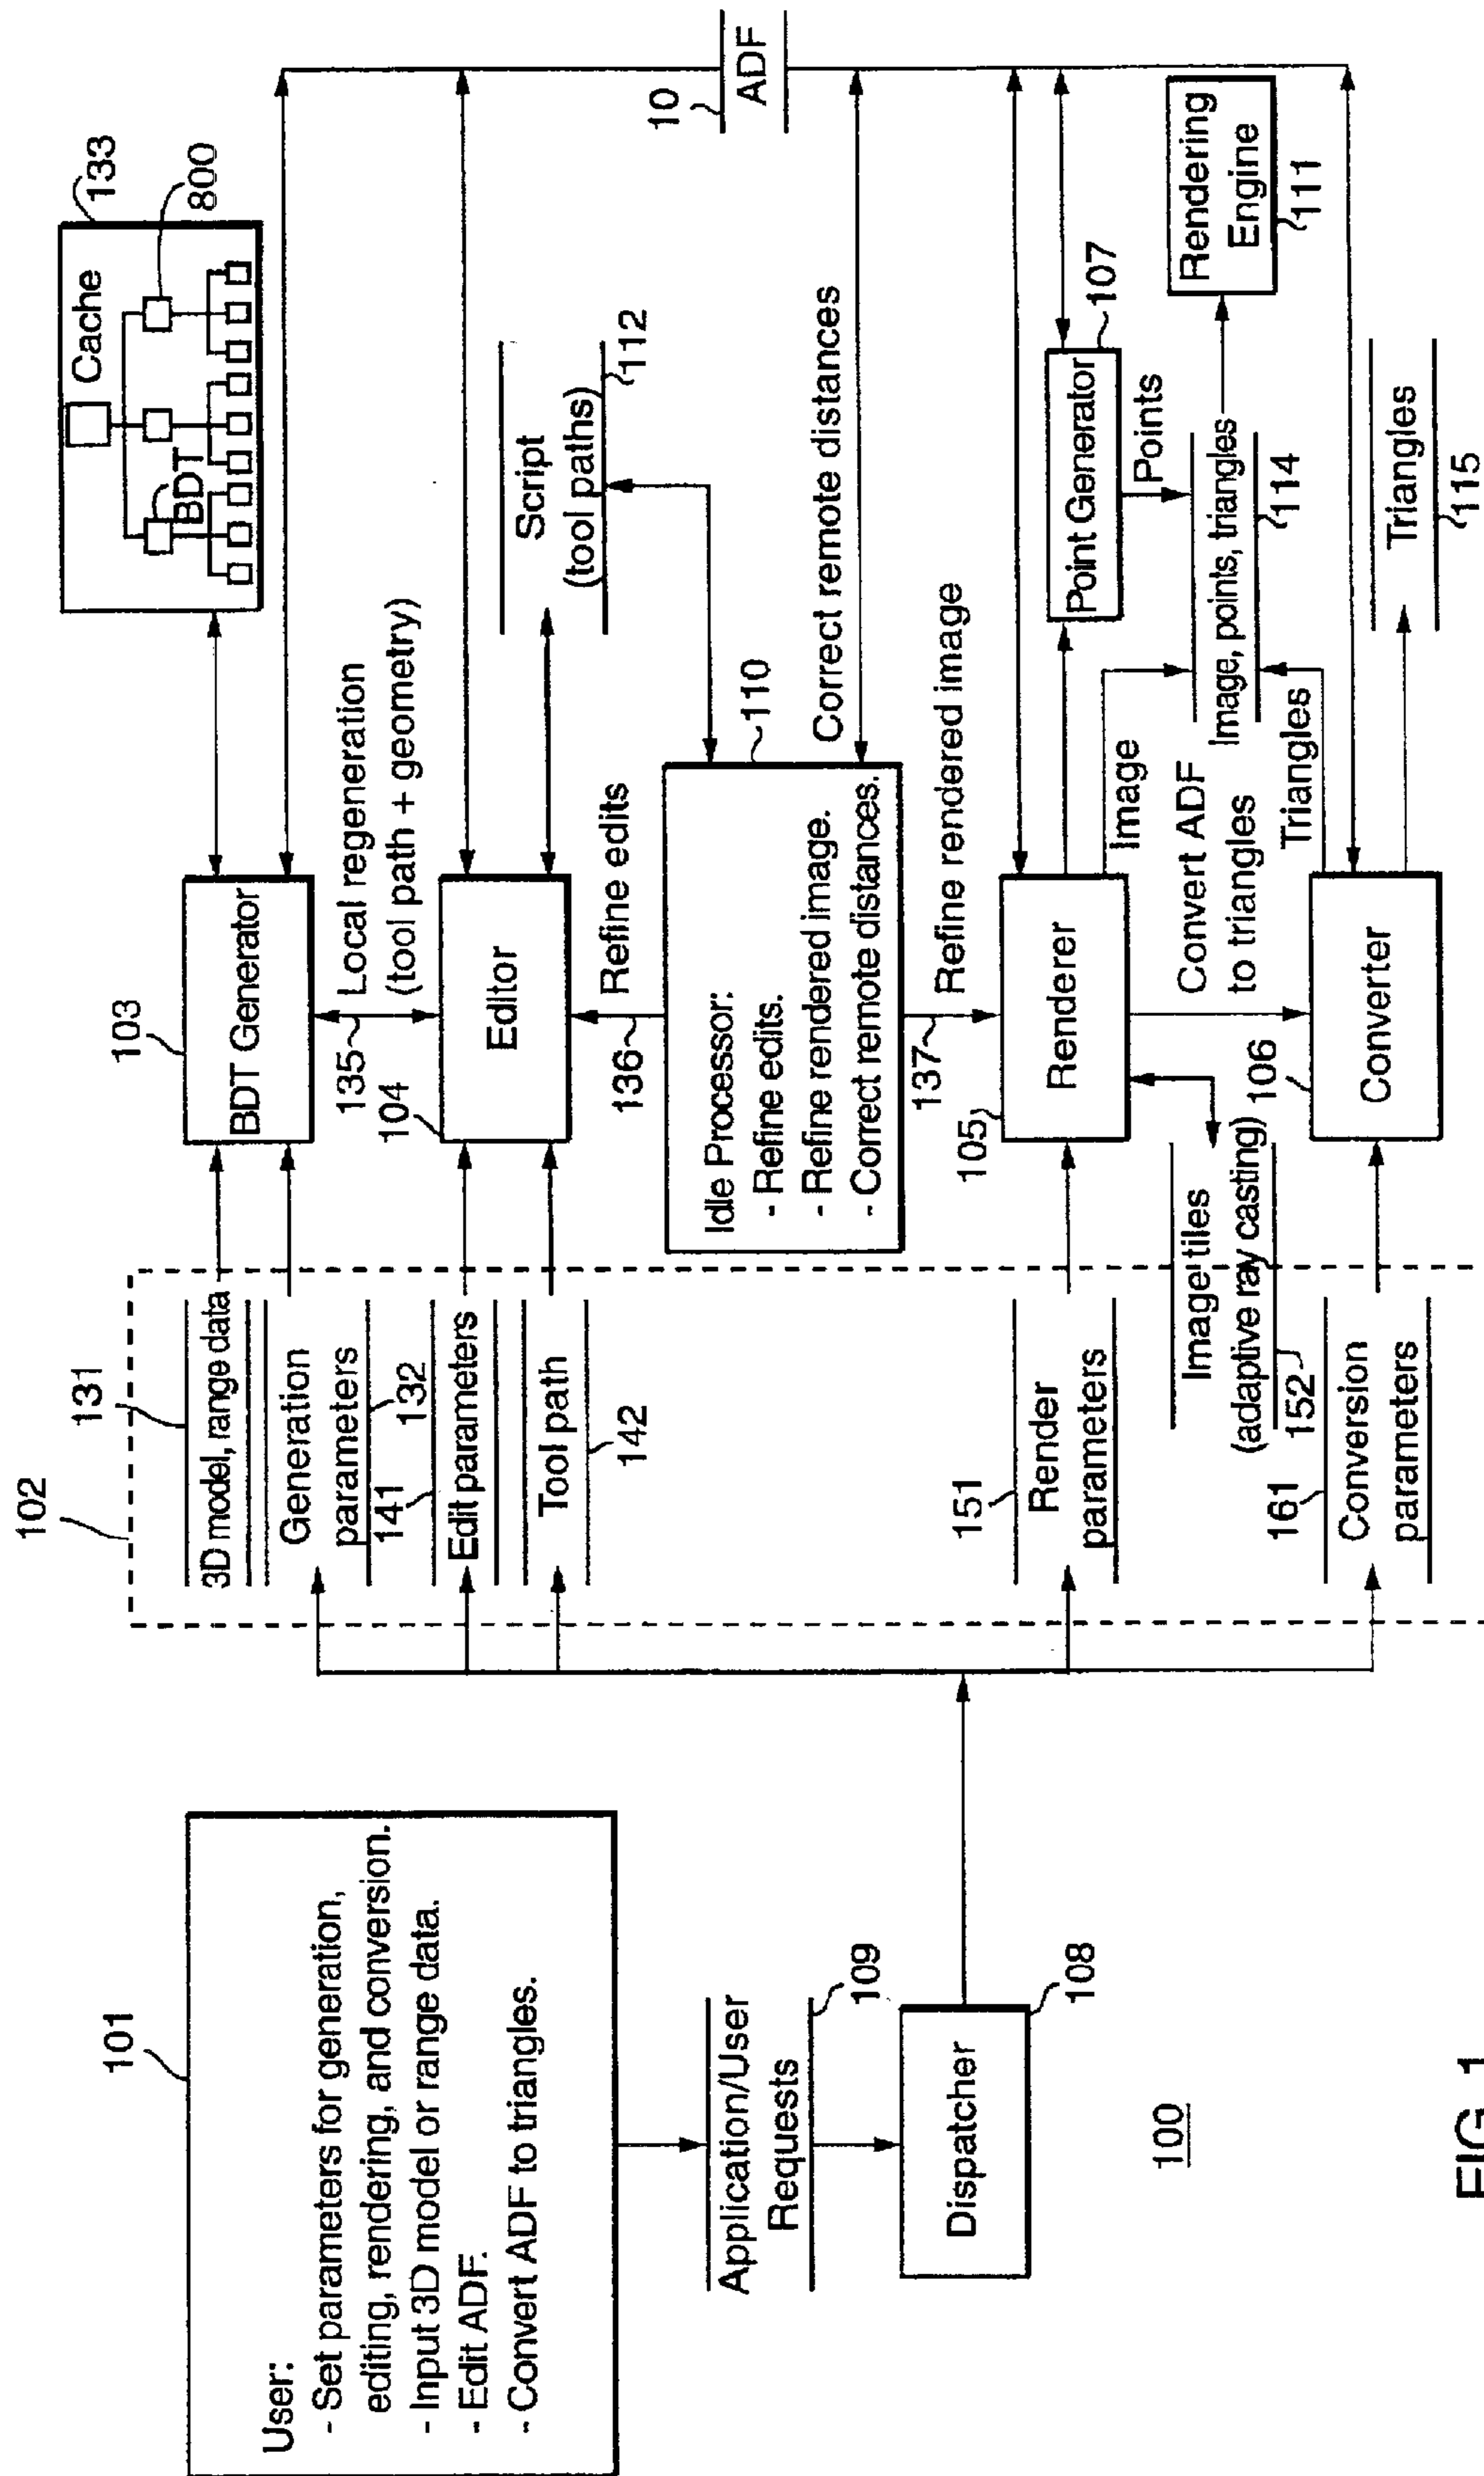 101
User:
- Set parameters for generation,
editing, rendering, and conversion.
- Input 3D model or range data.
- Edit ADF.
- Convert ADF to triangles.
Application/User
Requests
109
Dispatcher
108
100
102
131
3D model, range data
Generation
parameters
132
141
Edit parameters
Tool path
142
151
Render
parameters
Image tiles
(adaptive ray casting)
152
161
Conversion
parameters
103
BDT Generator
135
Local regeneration
(tool path + geometry)
104
Editor
136
Refine edits
110
Idle Processor:
- Refine edits.
- Refine rendered image.
- Correct remote distances.
137
Refine rendered image
105
Renderer
Convert ADF
to triangles
106
Converter
133
Cache
BDT
800
Script
(tool paths)
112
Correct remote distances
10
ADF
107
Point Generator
Points
Image
Image, points, triangles
114
Triangles
Rendering
Engine
111
Triangles
115
FIG. 1